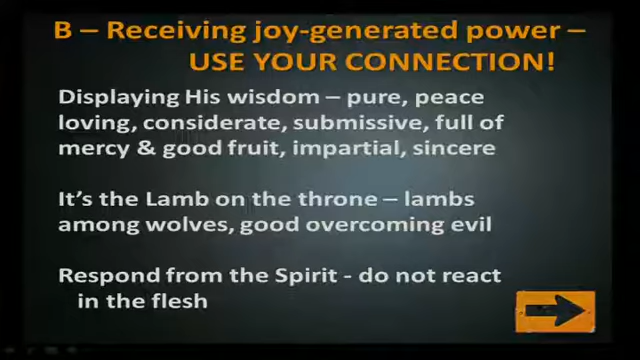 B – Receiving joy-generated power –
USE YOUR CONNECTION!
Displaying His wisdom – pure, peace
loving, considerate, submissive, full of
mercy & good fruit, impartial, sincere
It's the Lamb on the throne – lambs
among wolves, good overcoming evil
Respond from the Spirit - do not react
in the flesh